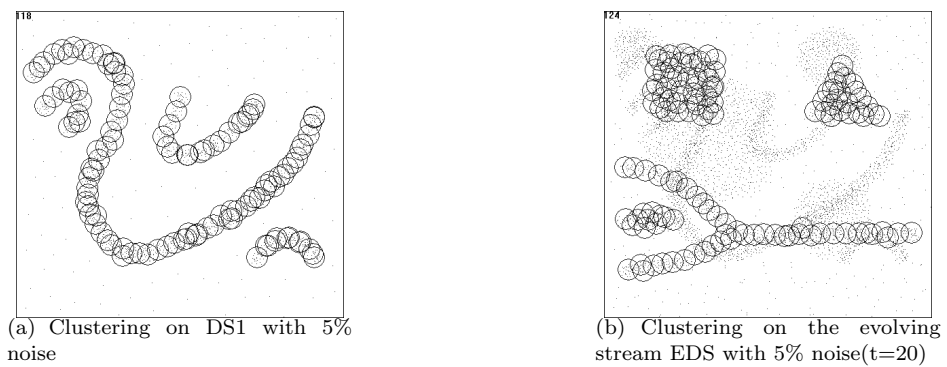 118
124
(a) Clustering on DS1 with 5%
noise
(b) Clustering on the evolving
stream EDS with 5% noise(t=20)